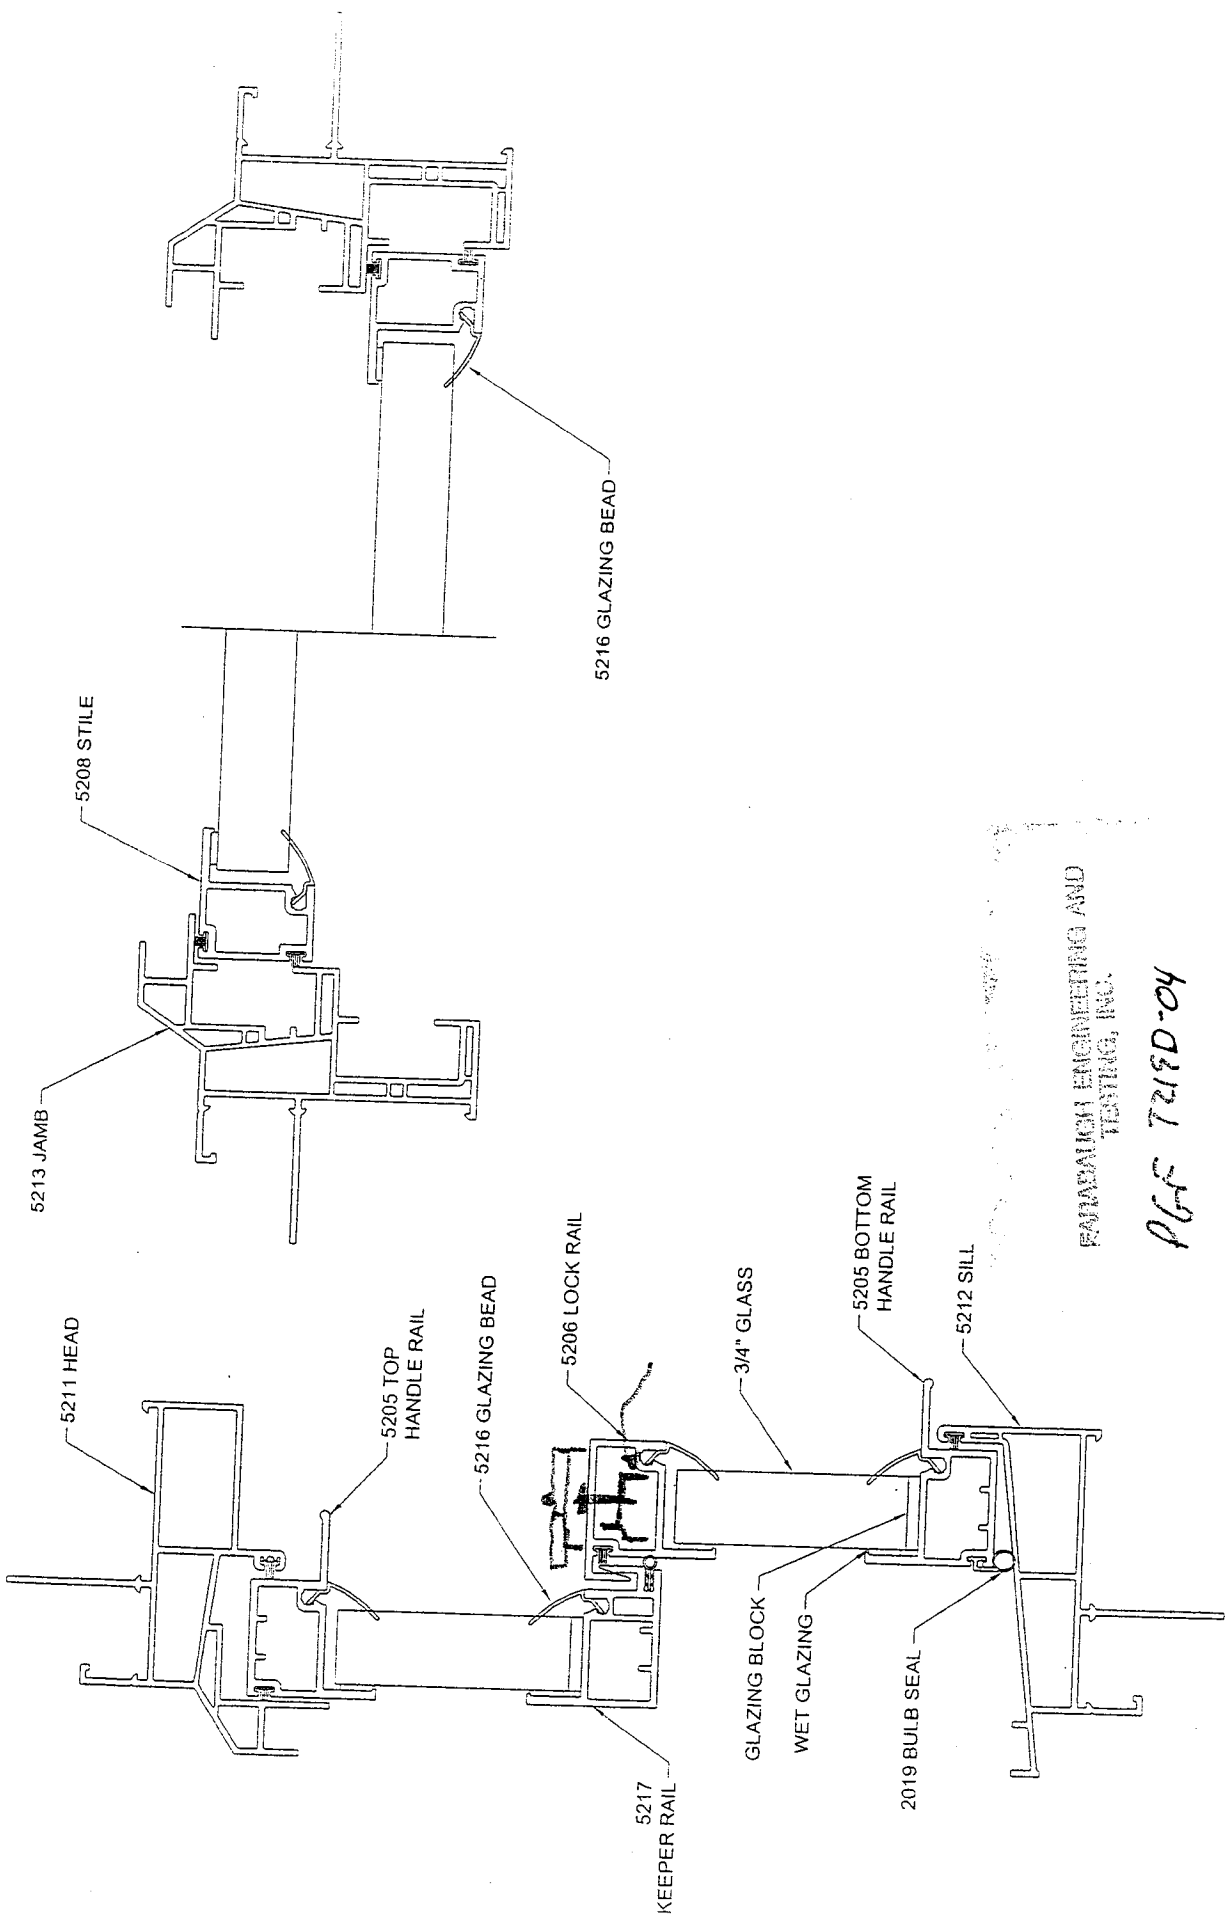 5211 HEAD
5205 TOP
HANDLE RAIL
5216 GLAZING BEAD
5206 LOCK RAIL
3/4" GLASS
5205 BOTTOM
HANDLE RAIL
5212 SILL
5217
KEEPER RAIL
GLAZING BLOCK
WET GLAZING
2019 BULB SEAL
5213 JAMB
5208 STILE
5216 GLAZING BEAD
ENGINEERING AND
TESTING, INC.